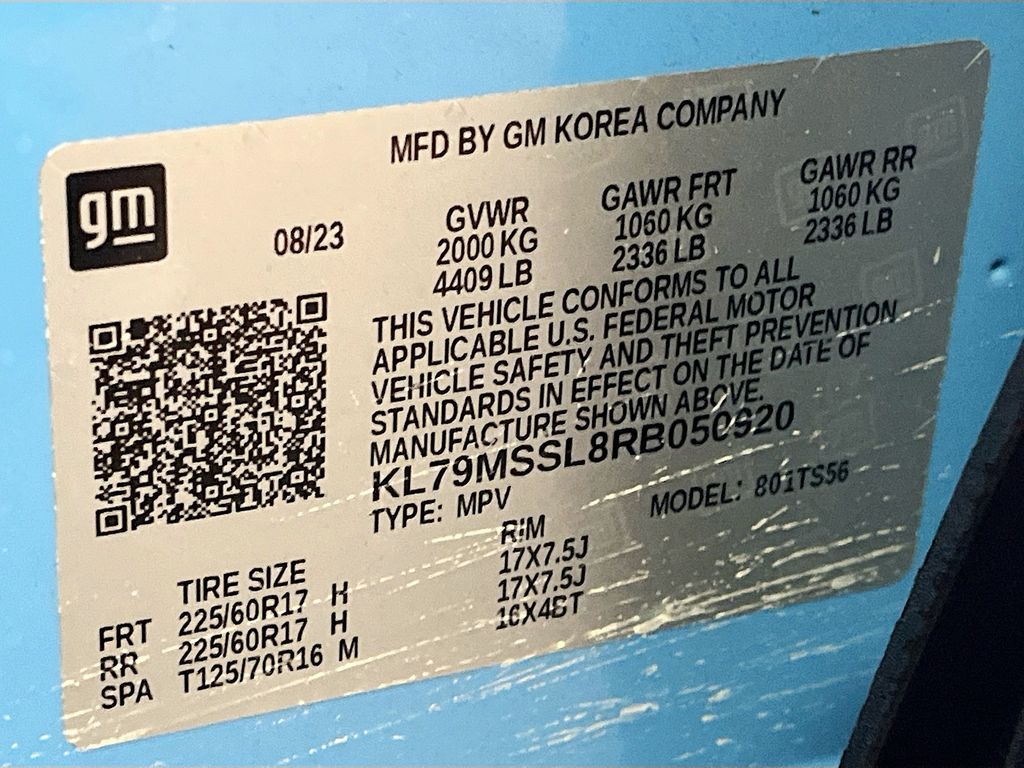 MFD BY GM KOREA COMPANY
gm
08/23
GVWR GAWR FRT GAWR RR
2000 KG 1060 KG 1060 KG
4409 LB 2336 LB 2336 LB
THIS VEHICLE CONFORMS TO ALL
APPLICABLE U.S. FEDERAL MOTOR
VEHICLE SAFETY AND THEFT PREVENTION
STANDARDS IN EFFECT ON THE DATE OF
MANUFACTURE SHOWN ABOVE.
KL79MSSL8RB050920
TYPE: MPV MODEL: 801TS56
TIRE SIZE RIM
FRT 225/60R17 H 17X7.5J
RR 225/60R17 H 17X7.5J
SPA T125/70R16 M 16X4BT